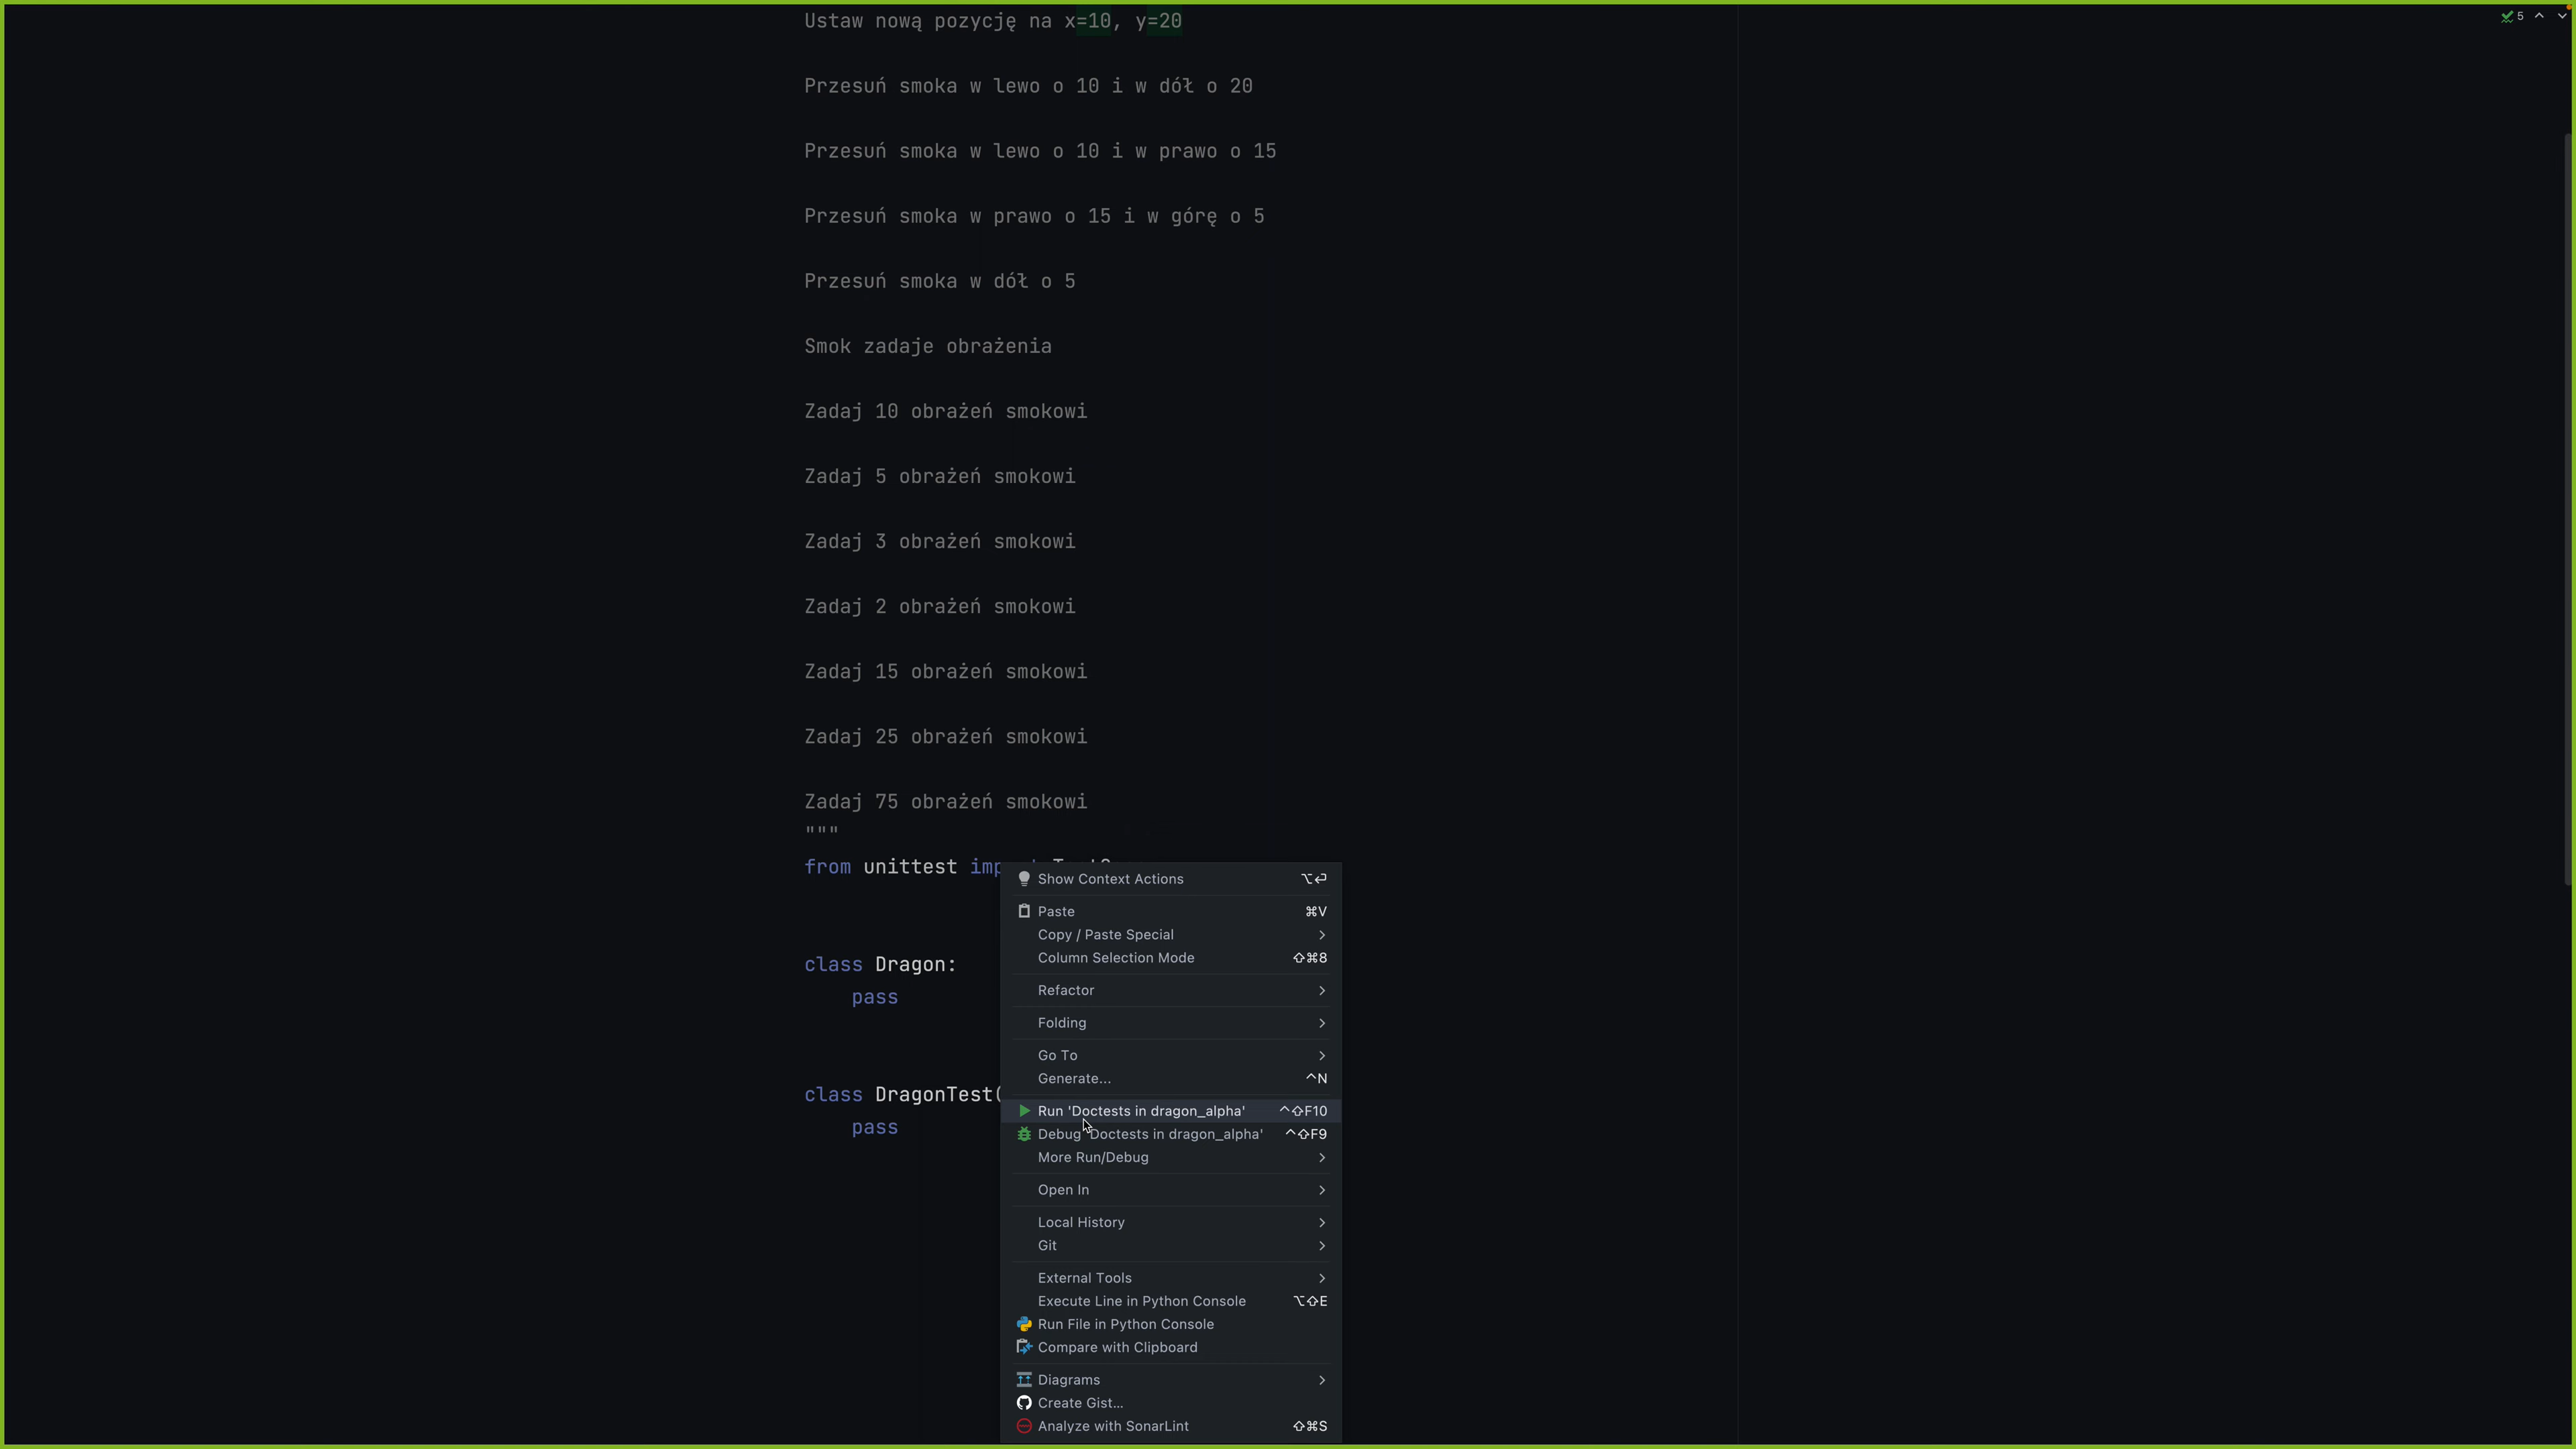 Ustaw nową pozycję na x=10, y=20
5
Przesuń smoka w lewo o 10 i w dół o 20
Przesuń smoka w lewo o 10 i w prawo o 15
Przesuń smoka w prawo o 15 i w górę o 5
Przesuń smoka w dół o 5
Smok zadaje obrażenia
Zadaj 10 obrażeń smokowi
Zadaj 5 obrażeń smokowi
Zadaj 3 obrażeń smokowi
Zadaj 2 obrażeń smokowi
Zadaj 15 obrażeń smokowi
Zadaj 25 obrażeń smokowi
Zadaj 75 obrażeń smokowi
"""
from unittest imp
class Dragon:
pass
class DragonTest(
pass
Show Context Actions ⌥⏎
Paste ⌘V
Copy / Paste Special
Column Selection Mode ⇧⌘8
Refactor
Folding
Go To
Generate... ^N
Run 'Doctests in dragon_alpha' ^⇧F10
Debug 'Doctests in dragon_alpha' ^⇧F9
More Run/Debug
Open In
Local History
Git
External Tools
Execute Line in Python Console ⌥⇧E
Run File in Python Console
Compare with Clipboard
Diagrams
Create Gist...
Analyze with SonarLint ⇧⌘S